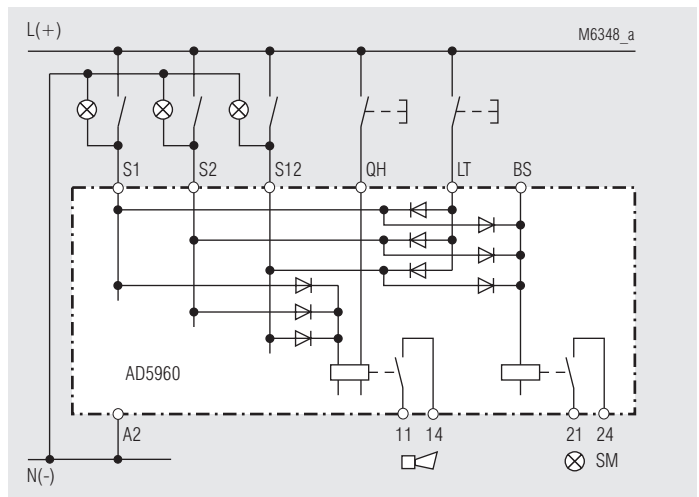 L(+)
M6348_a
S1 S2 S12 QH LT BS
AD5960
A2 11 14 21 24
SM
N(-)